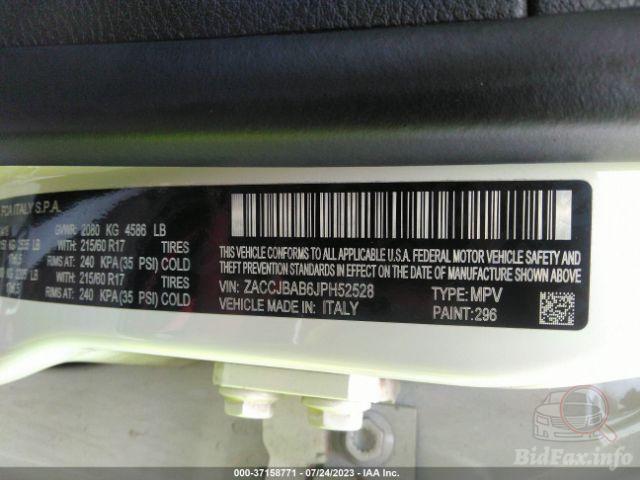 FCA ITALY S.P.A.
GVWR: 2080 KG 4586 LB
WITH: 215/60 R17 TIRES
RIMS AT: 240 KPA(35 PSI) COLD
WITH: 215/60 R17 TIRES
RIMS AT: 240 KPA(35 PSI) COLD
THIS VEHICLE CONFORMS TO ALL APPLICABLE U.S.A. FEDERAL MOTOR VEHICLE SAFETY
AND THEFT PREVENTION STANDARDS IN EFFECT ON THE DATE OF MANUFACTURE SHOWN ABOVE.
VIN: ZACCJBAB6JPH52528 TYPE: MPV
VEHICLE MADE IN: ITALY PAINT: 296
BidFax.info
000-37158771 - 07/24/2023 - IAA Inc.